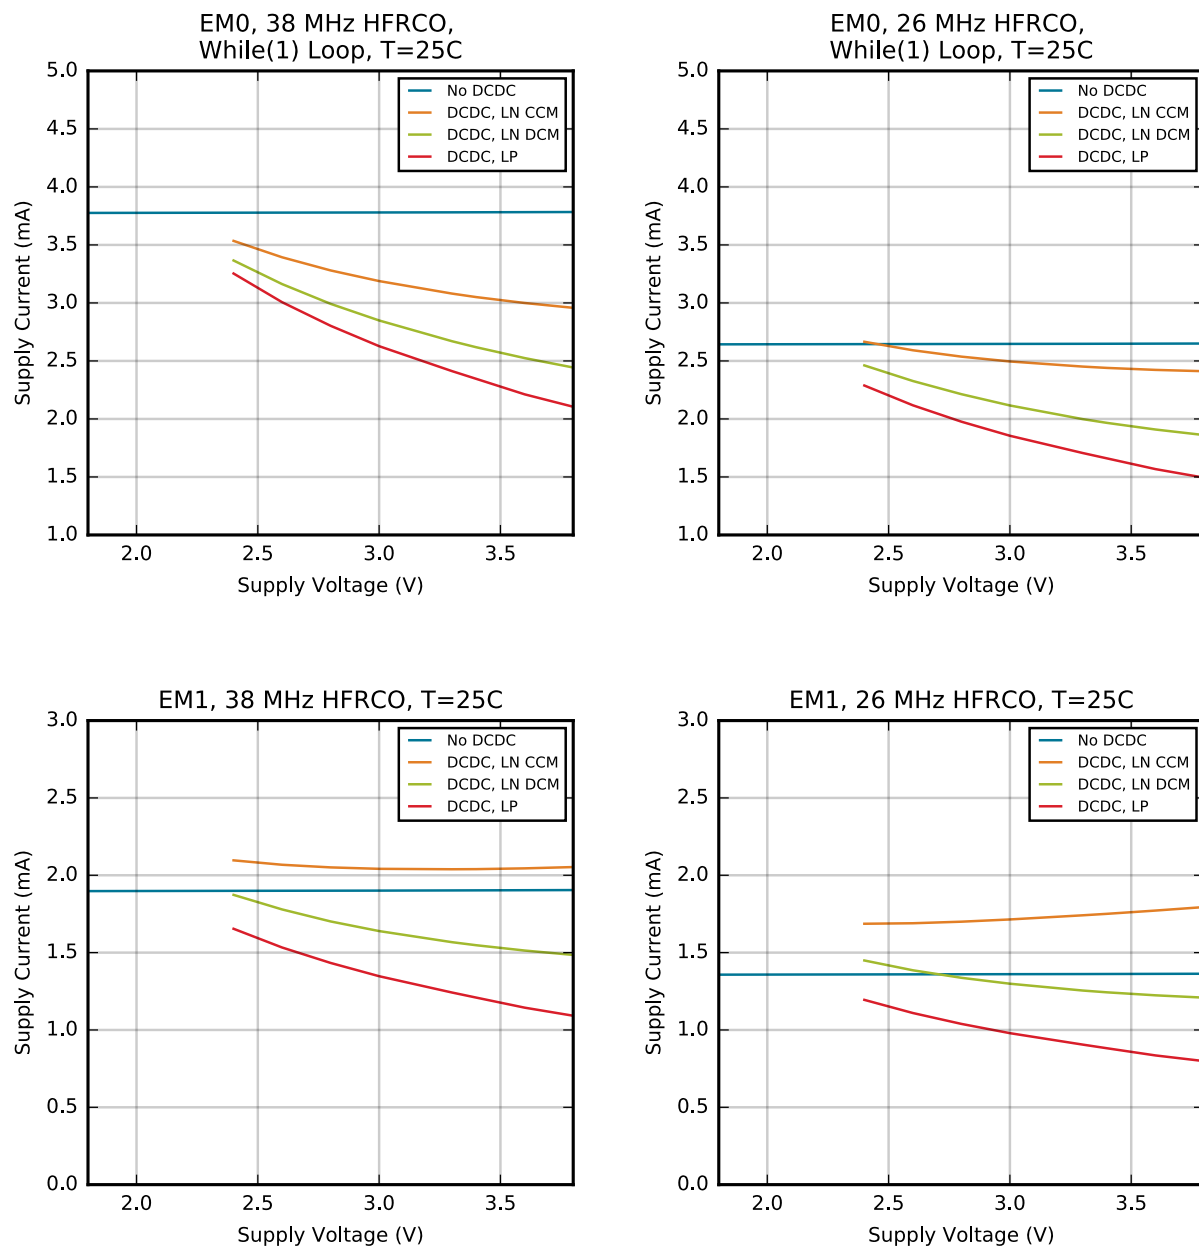 EM0, 38 MHz HFRCO,
While(1) Loop, T=25C
5.0
4.5
4.0
3.5
3.0
2.5
2.0
1.5
1.0
Supply Current (mA)
No DCDC
DCDC, LN CCM
DCDC, LN DCM
DCDC, LP
2.0 2.5 3.0 3.5
Supply Voltage (V)
EM0, 26 MHz HFRCO,
While(1) Loop, T=25C
5.0
4.5
4.0
3.5
3.0
2.5
2.0
1.5
1.0
Supply Current (mA)
No DCDC
DCDC, LN CCM
DCDC, LN DCM
DCDC, LP
2.0 2.5 3.0 3.5
Supply Voltage (V)
EM1, 38 MHz HFRCO, T=25C
3.0
2.5
2.0
1.5
1.0
0.5
0.0
Supply Current (mA)
No DCDC
DCDC, LN CCM
DCDC, LN DCM
DCDC, LP
2.0 2.5 3.0 3.5
Supply Voltage (V)
EM1, 26 MHz HFRCO, T=25C
3.0
2.5
2.0
1.5
1.0
0.5
0.0
Supply Current (mA)
No DCDC
DCDC, LN CCM
DCDC, LN DCM
DCDC, LP
2.0 2.5 3.0 3.5
Supply Voltage (V)